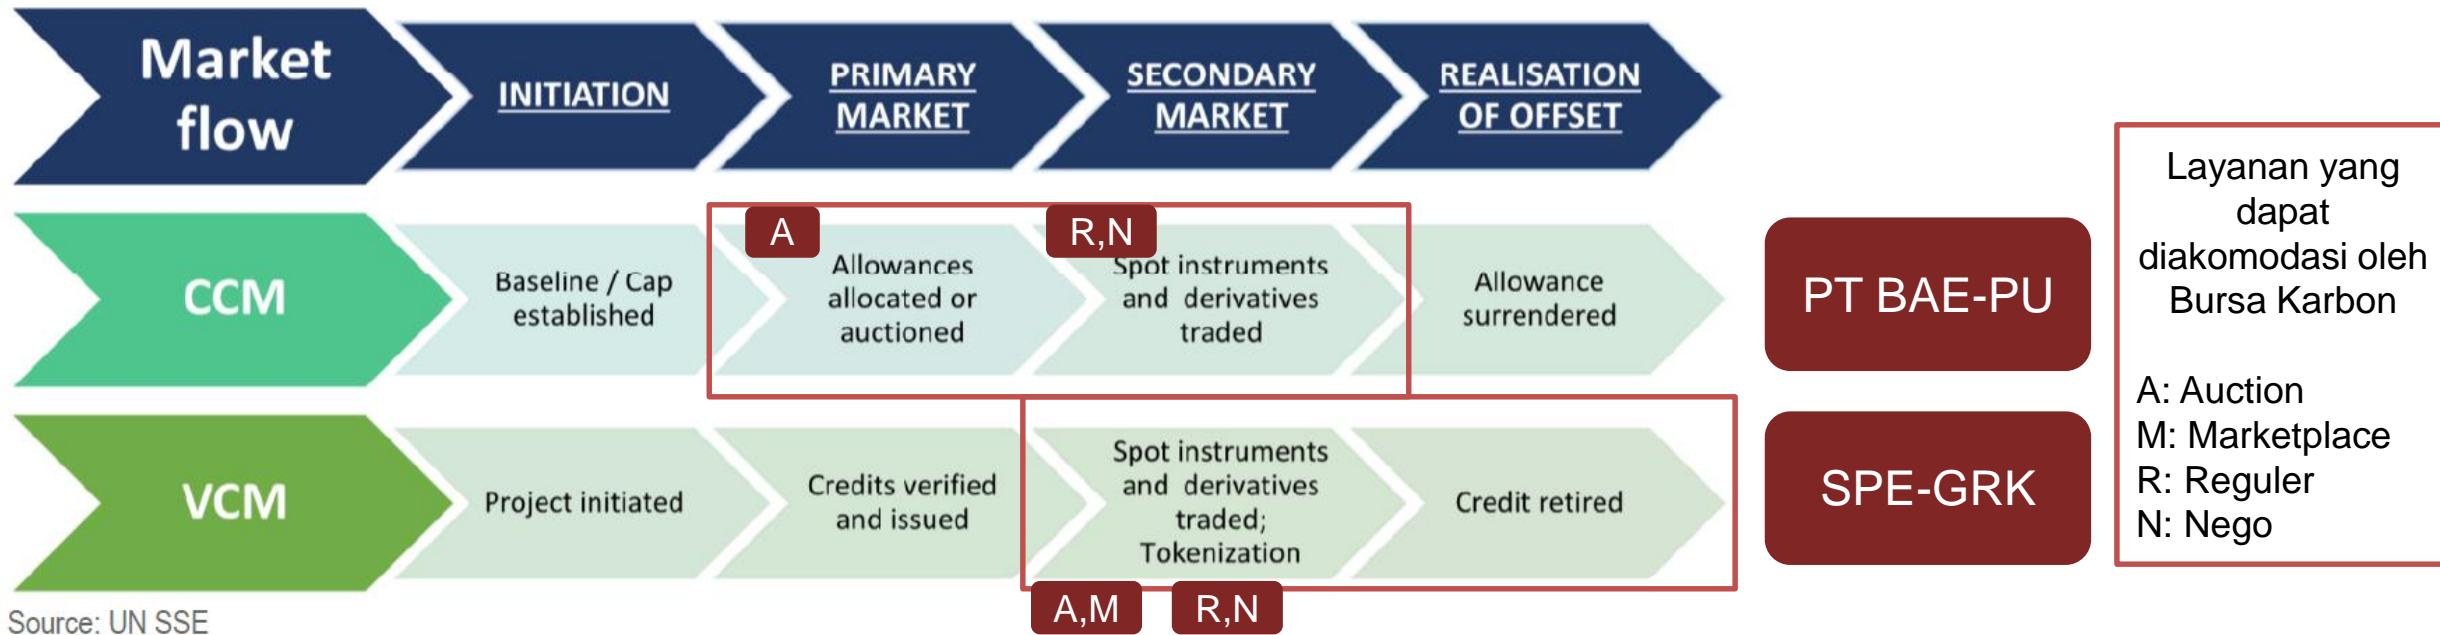 Market
flow
INITIATION
PRIMARY
MARKET
SECONDARY
MARKET
REALISATION
OF OFFSET
CCM
Baseline / Cap
established
A
Allowances
allocated or
auctioned
R,N
Spot instruments
and derivatives
traded
Allowance
surrendered
PT BAE-PU
VCM
Project initiated
Credits verified
and issued
Spot instruments
and derivatives
traded;
Tokenization
A,M
R,N
Credit retired
SPE-GRK
Layanan yang
dapat
diakomodasi oleh
Bursa Karbon
A: Auction
M: Marketplace
R: Reguler
N: Nego
Source: UN SSE